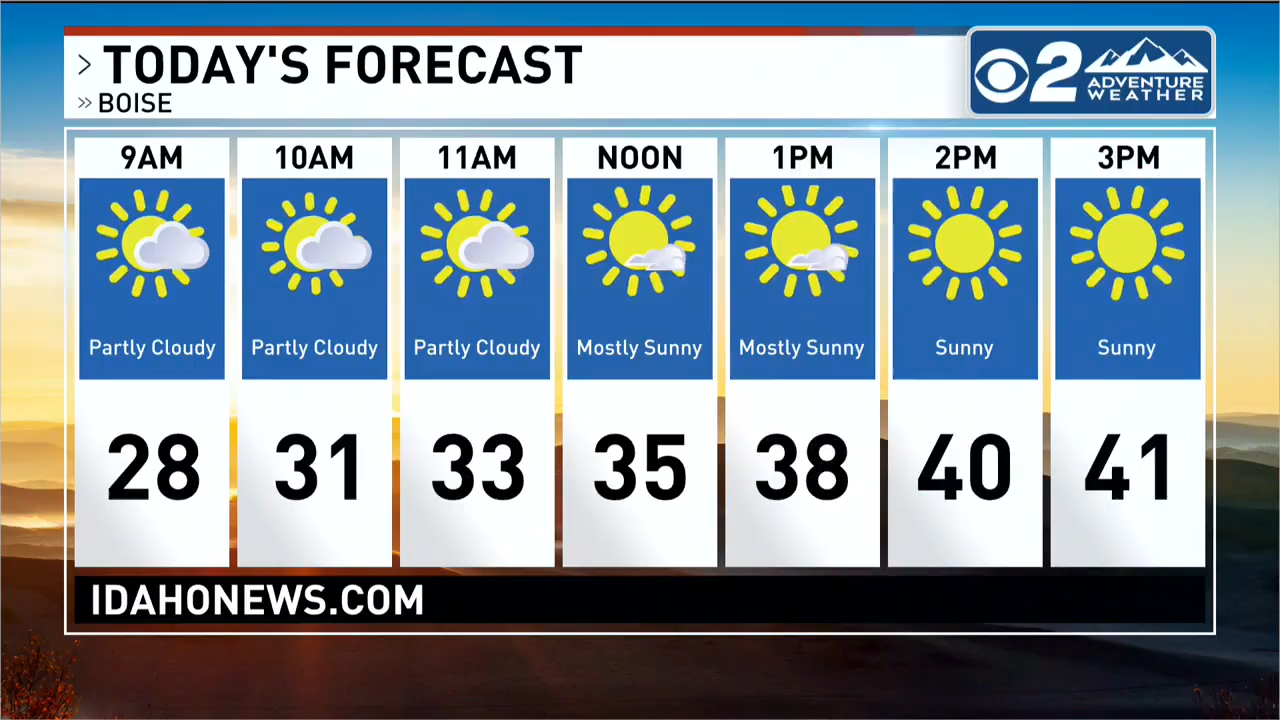 > TODAY'S FORECAST
» BOISE
2 ADVENTURE WEATHER
9AM 10AM 11AM NOON 1PM 2PM 3PM
Partly Cloudy Partly Cloudy Partly Cloudy Mostly Sunny Mostly Sunny Sunny Sunny
28 31 33 35 38 40 41
IDAHONEWS.COM